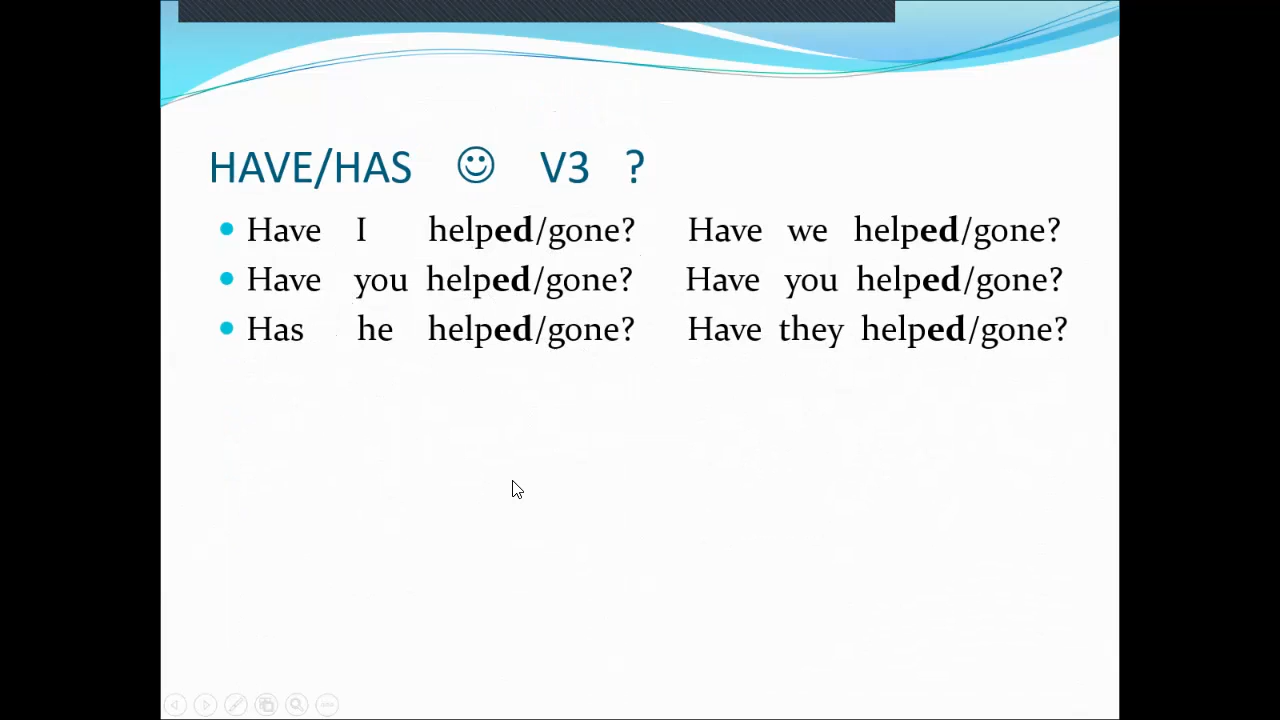 HAVE/HAS ☺ V3 ?
Have I helped/gone? Have we helped/gone?
Have you helped/gone? Have you helped/gone?
Has he helped/gone? Have they helped/gone?